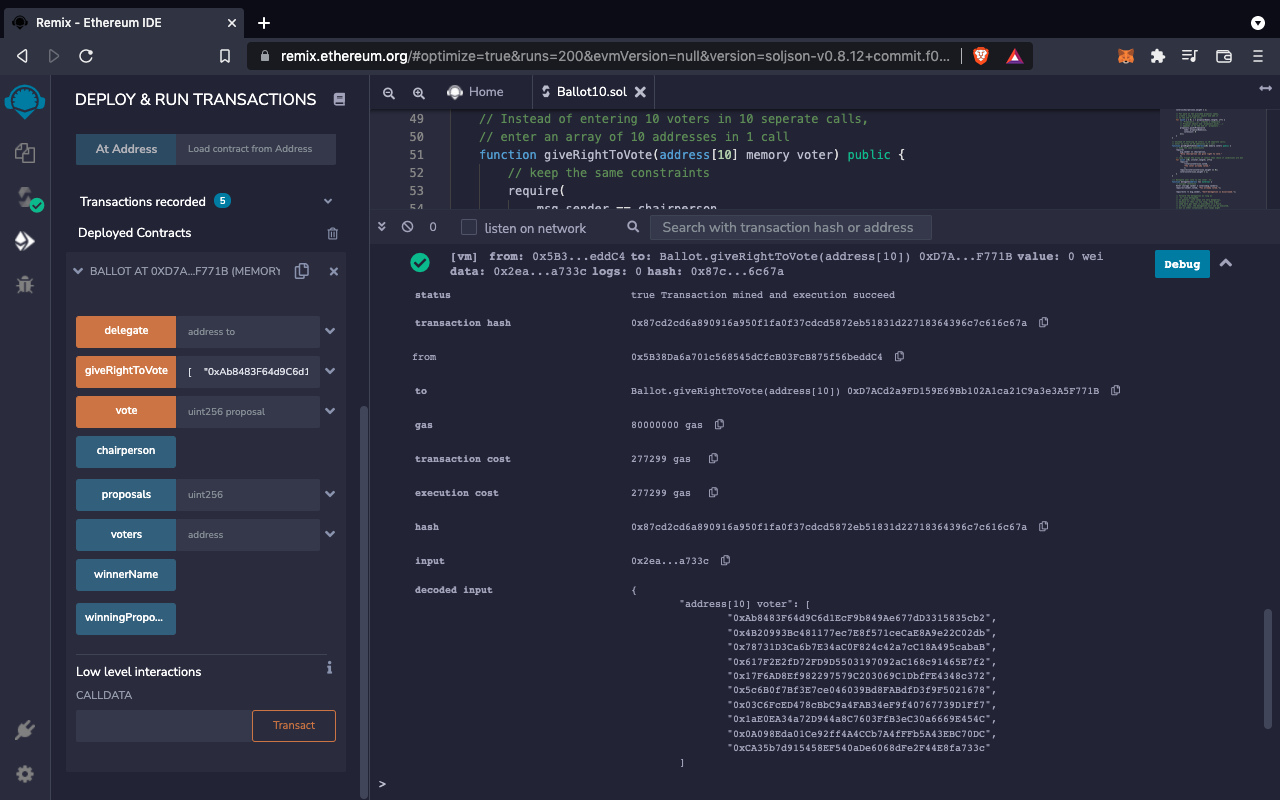 Remix - Ethereum IDE
remix.ethereum.org/#optimize=true&runs=200&evmVersion=null&version=soljson-v0.8.12+commit.f0...
DEPLOY & RUN TRANSACTIONS
At Address
Load contract from Address
Transactions recorded 5
Deployed Contracts
BALLOT AT 0XD7A...F771B (MEMORY
delegate
address to
giveRightToVote
[ "0xAb8483F64d9C6d1
vote
uint256 proposal
chairperson
proposals
uint256
voters
address
winnerName
winningPropo...
Low level interactions
i
CALLDATA
Transact
Home
Ballot10.sol
49 // Instead of entering 10 voters in 10 seperate calls,
50 // enter an array of 10 addresses in 1 call
51 function giveRightToVote(address[10] memory voter) public {
52 // keep the same constraints
53 require(
54 msg.sender == chairperson
0
listen on network
Search with transaction hash or address
[vm] from: 0x5B3...eddC4 to: Ballot.giveRightToVote(address[10]) 0xD7A...F771B value: 0 wei
data: 0x2ea...a733c logs: 0 hash: 0x87c...6c67a
Debug
status true Transaction mined and execution succeed
transaction hash 0x87cd2cd6a890916a950f1fa0f37cdcd5872eb51831d22718364396c7c616c67a
from 0x5B38Da6a701c568545dCfcB03FcB875f56beddC4
to Ballot.giveRightToVote(address[10]) 0xD7ACd2a9FD159E69Bb102A1ca21C9a3e3A5F771B
gas 80000000 gas
transaction cost 277299 gas
execution cost 277299 gas
hash 0x87cd2cd6a890916a950f1fa0f37cdcd5872eb51831d22718364396c7c616c67a
input 0x2ea...a733c
decoded input {
"address[10] voter": [
"0xAb8483F64d9C6d1EcF9b849Ae677dD3315835cb2",
"0x4B20993Bc481177ec7E8f571ceCaE8A9e22C02db",
"0x78731D3Ca6b7E34aC0F824c42a7cC18A495cabaB",
"0x617F2E2fD72FD9D5503197092aC168c91465E7f2",
"0x17F6AD8Ef982297579C203069C1DbfFE4348c372",
"0x5c6B0f7Bf3E7ce046039Bd8FABdfD3f9F5021678",
"0x03C6FcED478cBbC9a4FAB34eF9f40767739D1Ff7",
"0x1aE0EA34a72D944a8C7603FfB3eC30a6669E454C",
"0x0A098Eda01Ce92ff4A4CCb7A4fFFb5A43EBC70DC",
"0xCA35b7d915458EF540aDe6068dFe2F44E8fa733c"
]
>